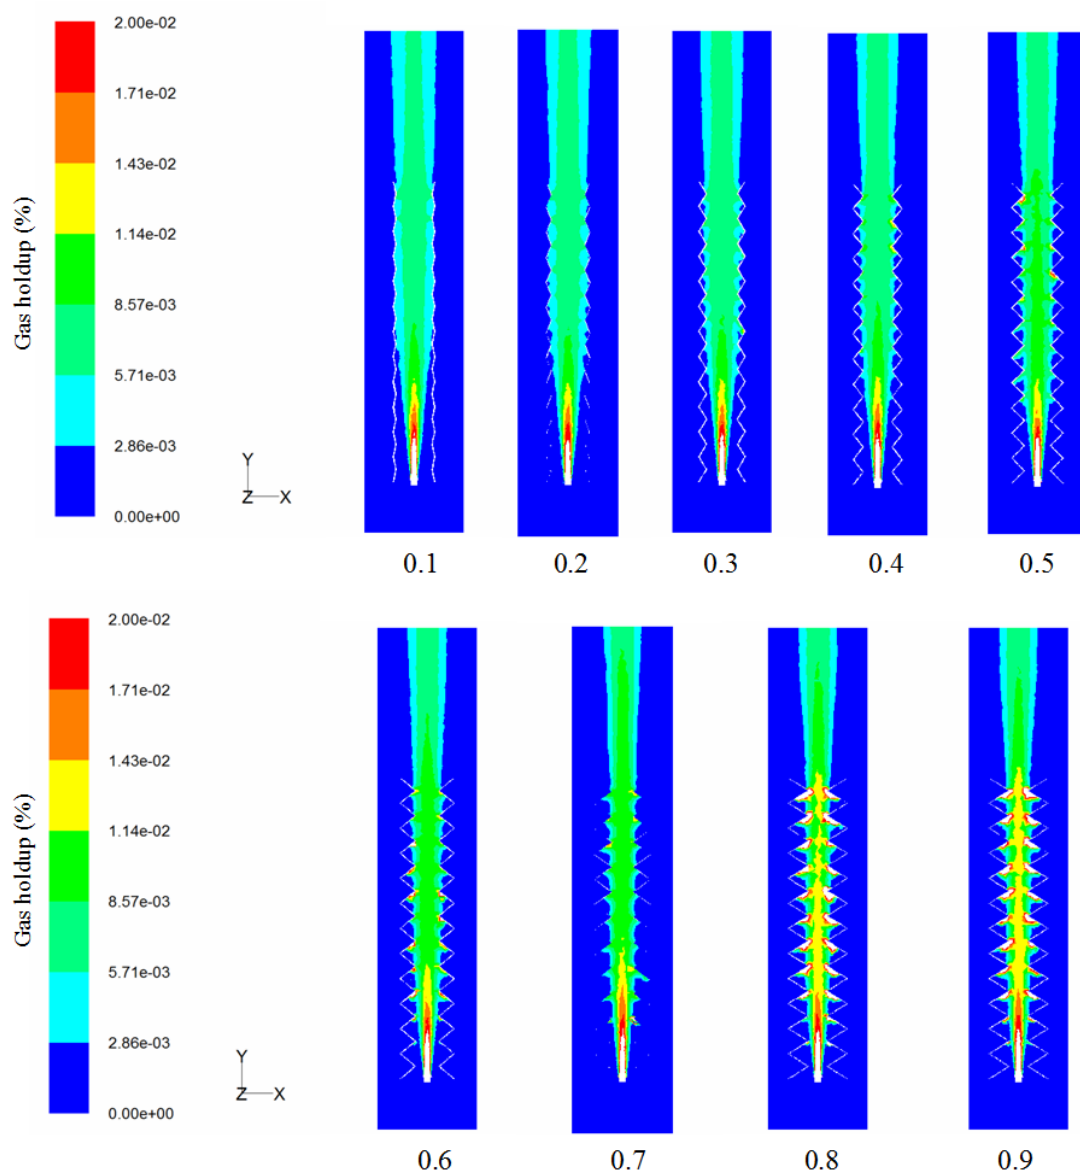 2.00e-02
1.71e-02
1.43e-02
1.14e-02
8.57e-03
5.71e-03
2.86e-03
0.00e+00
Gas holdup (%)
Y
Z X
0.1 0.2 0.3 0.4 0.5
2.00e-02
1.71e-02
1.43e-02
1.14e-02
8.57e-03
5.71e-03
2.86e-03
0.00e+00
Gas holdup (%)
Y
Z X
0.6 0.7 0.8 0.9